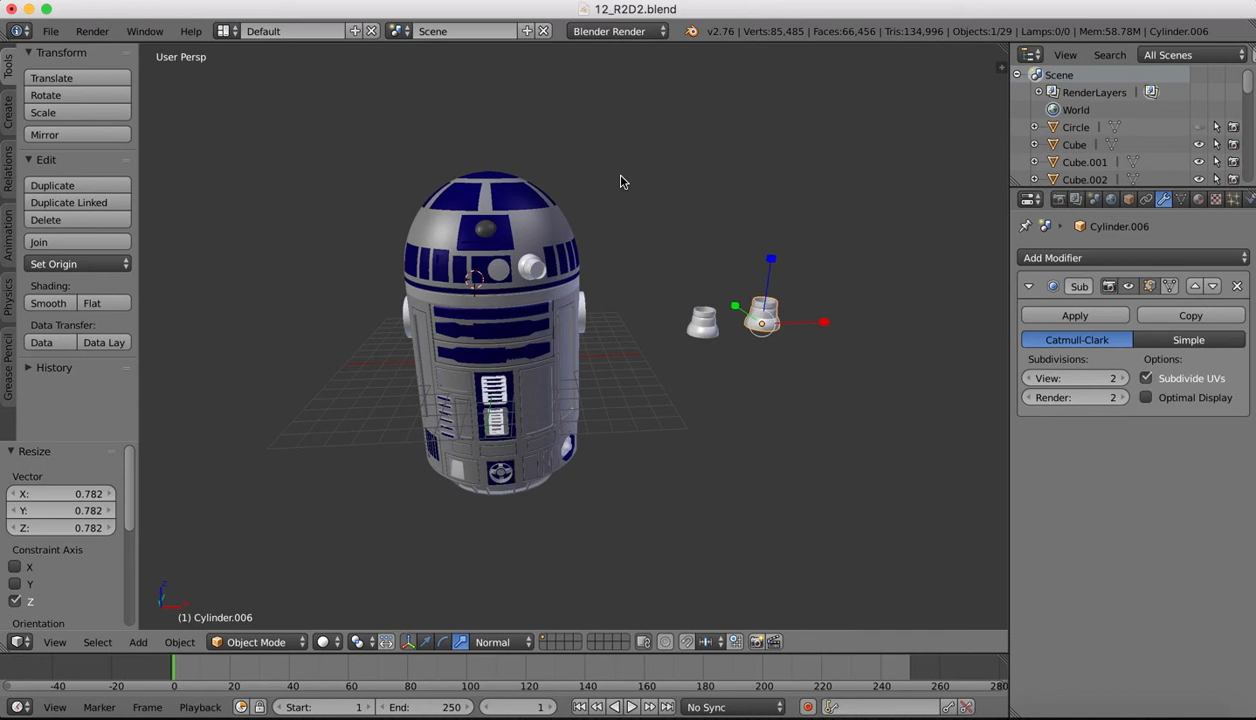 12_R2D2.blend
File Render Window Help Default Scene Blender Render v2.76 | Verts:85,485 | Faces:66,456 | Tris:134,996 | Objects:1/29 | Lamps:0/0 | Mem:58.78M | Cylinder.006
Tools
Create
Relations
Animation
Physics
Grease Pencil
Transform
Translate
Rotate
Scale
Mirror
Edit
Duplicate
Duplicate Linked
Delete
Join
Set Origin
Shading:
Smooth Flat
Data Transfer:
Data Data Lay
History
Resize
Vector
X: 0.782
Y: 0.782
Z: 0.782
Constraint Axis
X
Y
Z
Orientation
User Persp
(1) Cylinder.006
View Select Add Object Object Mode Normal
View Search All Scenes
Scene
RenderLayers |
World
Circle |
Cube |
Cube.001 |
Cube.002 |
Cylinder.006
Add Modifier
Sub
Apply Copy
Catmull-Clark Simple
Subdivisions: Options:
View: 2 Subdivide UVs
Render: 2 Optimal Display
-40 -20 0 20 40 60 80 100 120 140 160 180 200 220 240 260 280
View Marker Frame Playback Start: 1 End: 250 1 No Sync